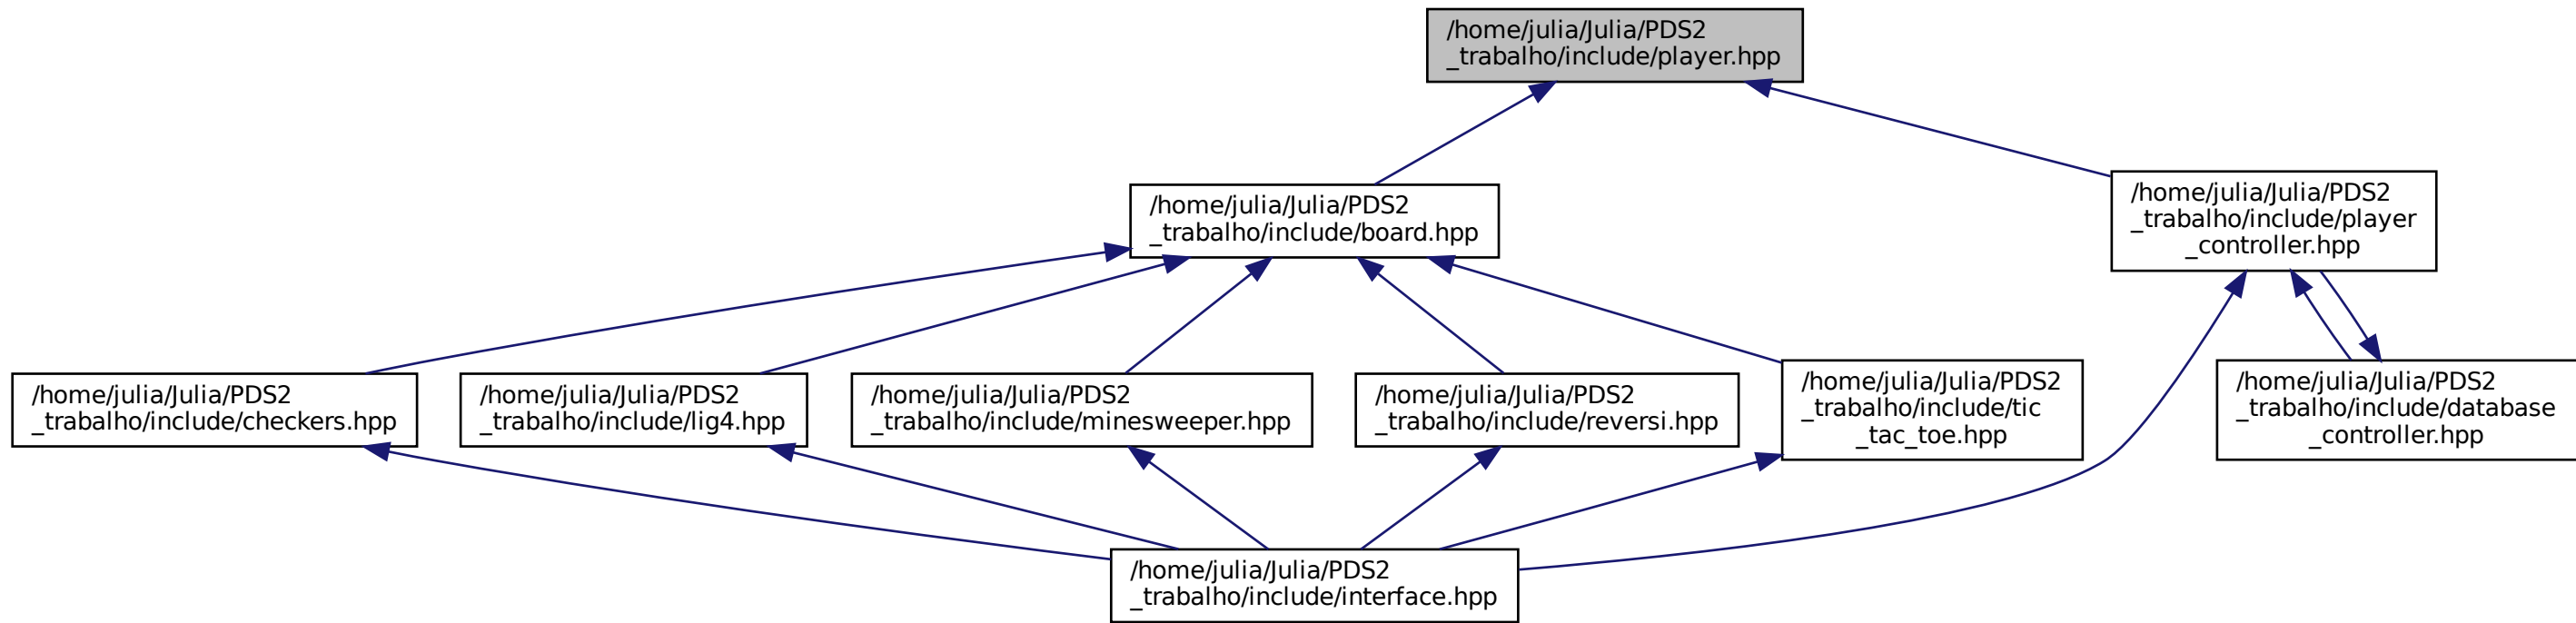 /home/julia/Julia/PDS2
_trabalho/include/player.hpp
/home/julia/Julia/PDS2
_trabalho/include/board.hpp
/home/julia/Julia/PDS2
_trabalho/include/player
_controller.hpp
/home/julia/Julia/PDS2
_trabalho/include/checkers.hpp
/home/julia/Julia/PDS2
_trabalho/include/lig4.hpp
/home/julia/Julia/PDS2
_trabalho/include/minesweeper.hpp
/home/julia/Julia/PDS2
_trabalho/include/reversi.hpp
/home/julia/Julia/PDS2
_trabalho/include/tic
_tac_toe.hpp
/home/julia/Julia/PDS2
_trabalho/include/database
_controller.hpp
/home/julia/Julia/PDS2
_trabalho/include/interface.hpp